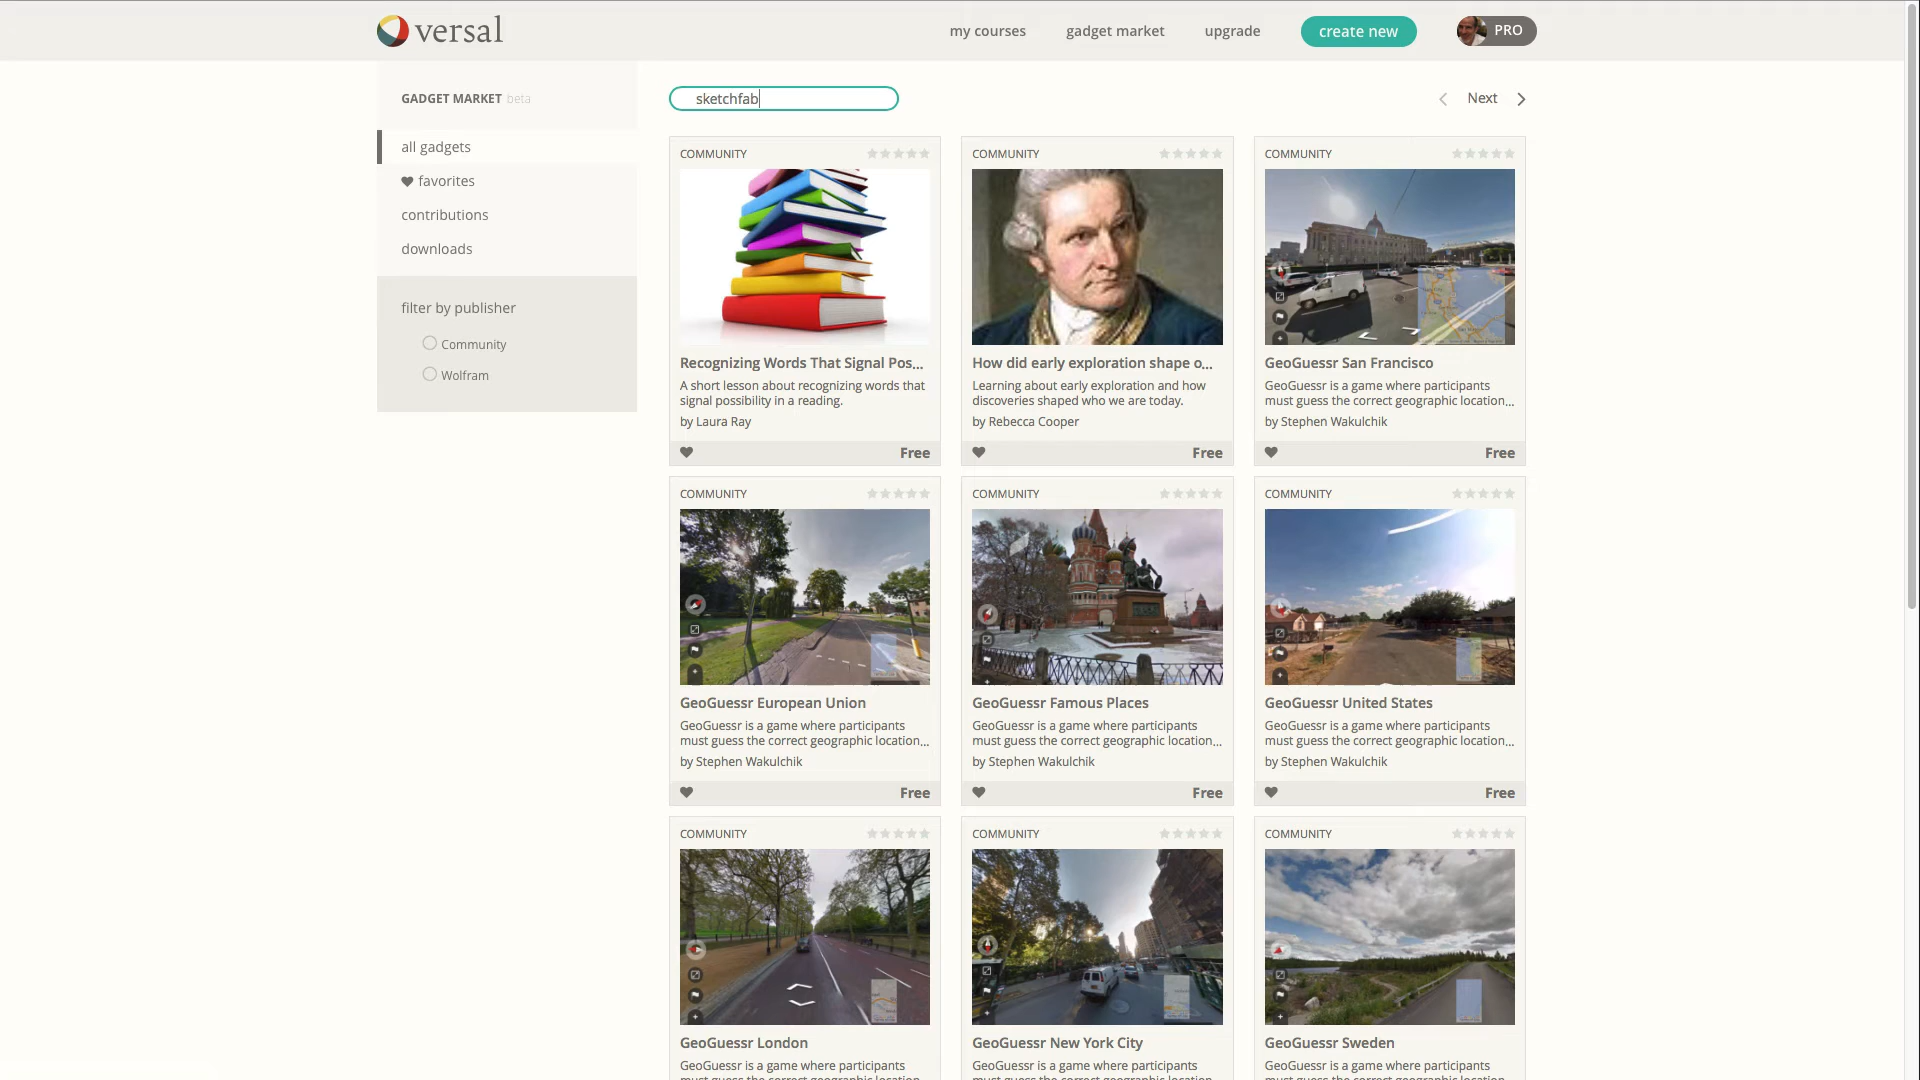 versal
my courses
gadget market
upgrade
create new
PRO
GADGET MARKET beta
sketchfab
Next
all gadgets
favorites
contributions
downloads
filter by publisher
Community
Wolfram
COMMUNITY
Recognizing Words That Signal Pos...
A short lesson about recognizing words that
signal possibility in a reading.
by Laura Ray
Free
COMMUNITY
How did early exploration shape o...
Learning about early exploration and how
discoveries shaped who we are today.
by Rebecca Cooper
Free
COMMUNITY
GeoGuessr San Francisco
GeoGuessr is a game where participants
must guess the correct geographic location...
by Stephen Wakulchik
Free
COMMUNITY
GeoGuessr European Union
GeoGuessr is a game where participants
must guess the correct geographic location...
by Stephen Wakulchik
Free
COMMUNITY
GeoGuessr Famous Places
GeoGuessr is a game where participants
must guess the correct geographic location...
by Stephen Wakulchik
Free
COMMUNITY
GeoGuessr United States
GeoGuessr is a game where participants
must guess the correct geographic location...
by Stephen Wakulchik
Free
COMMUNITY
GeoGuessr London
GeoGuessr is a game where participants
COMMUNITY
GeoGuessr New York City
GeoGuessr is a game where participants
COMMUNITY
GeoGuessr Sweden
GeoGuessr is a game where participants